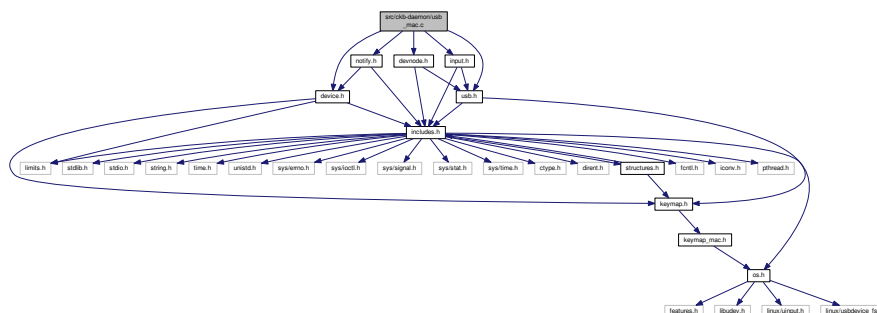 src/ckb-daemon/usb
_mac.c
notify.h
devnode.h
input.h
device.h
usb.h
includes.h
limits.h
stdlib.h
stdio.h
string.h
time.h
unistd.h
sys/errno.h
sys/ioctl.h
sys/signal.h
sys/stat.h
sys/time.h
ctype.h
dirent.h
structures.h
fcntl.h
iconv.h
pthread.h
keymap.h
keymap_mac.h
os.h
features.h
libudev.h
linux/uinput.h
linux/usbdevice_fs